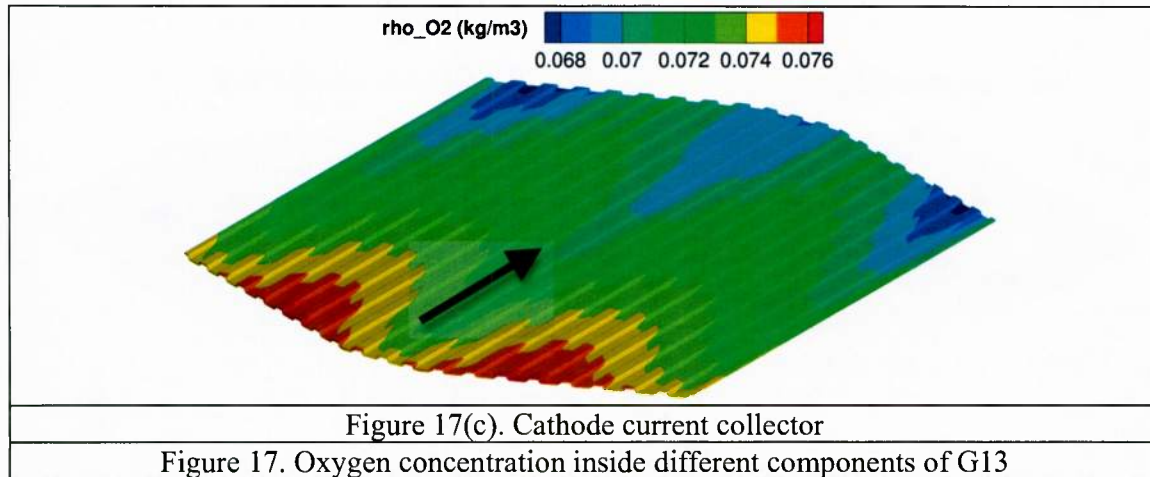 rho_O2 (kg/m3)
0.068 0.07 0.072 0.074 0.076
Figure 17(c). Cathode current collector
Figure 17. Oxygen concentration inside different components of G13